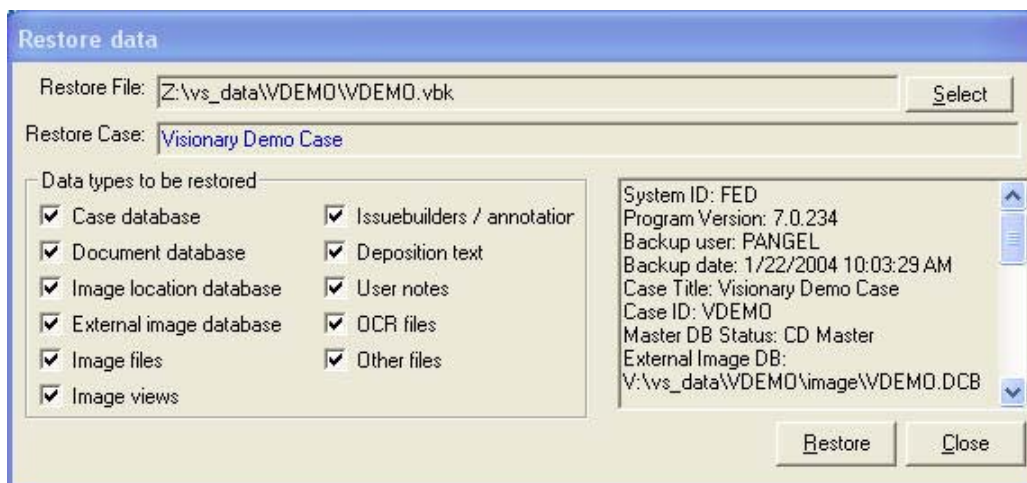 Restore data
Restore File: Z:\vs_data\VDEMO\VDEMO.vbk
Select
Restore Case: Visionary Demo Case
Data types to be restored
Case database
Document database
Image location database
External image database
Image files
Image views
Issuebuilders / annotation
Deposition text
User notes
OCR files
Other files
System ID: FED
Program Version: 7.0.234
Backup user: PANGEL
Backup date: 1/22/2004 10:03:29 AM
Case Title: Visionary Demo Case
Case ID: VDEMO
Master DB Status: CD Master
External Image DB:
V:\vs_data\VDEMO\image\VDEMO.DCB
Restore
Close